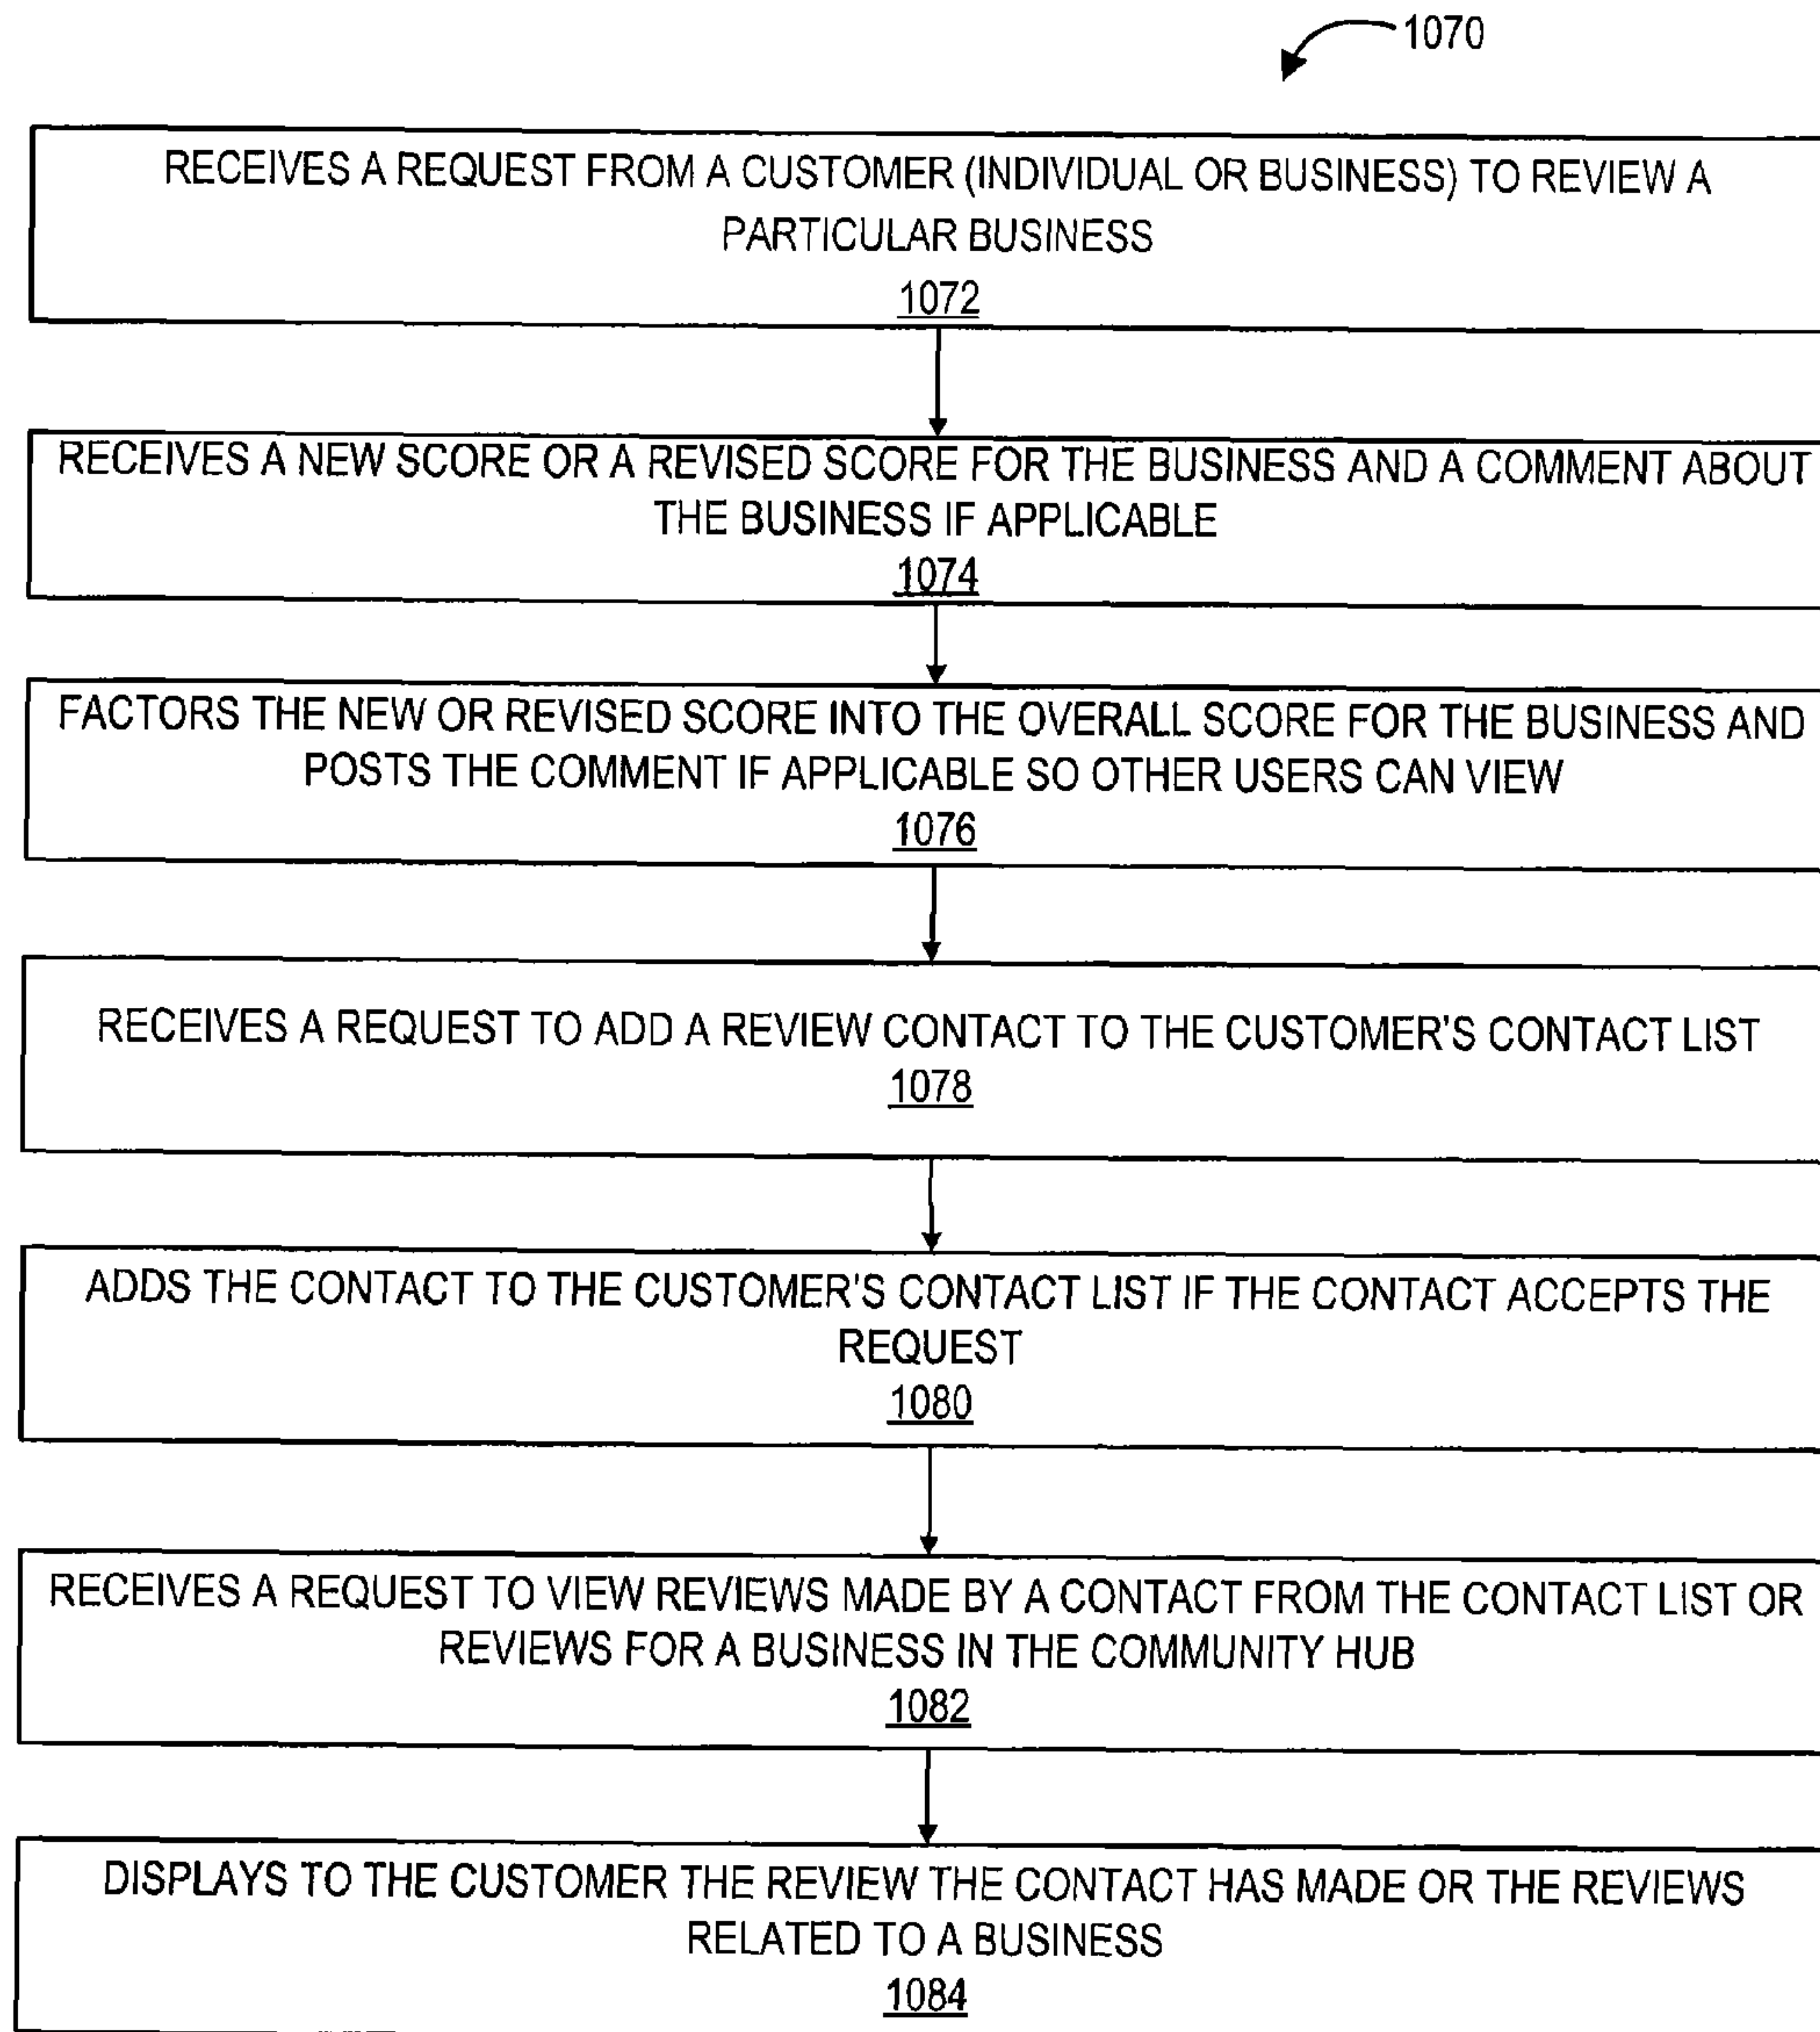 1070
RECEIVES A REQUEST FROM A CUSTOMER (INDIVIDUAL OR BUSINESS) TO REVIEW A
PARTICULAR BUSINESS
1072
RECEIVES A NEW SCORE OR A REVISED SCORE FOR THE BUSINESS AND A COMMENT ABOUT
THE BUSINESS IF APPLICABLE
1074
FACTORS THE NEW OR REVISED SCORE INTO THE OVERALL SCORE FOR THE BUSINESS AND
POSTS THE COMMENT IF APPLICABLE SO OTHER USERS CAN VIEW
1076
RECEIVES A REQUEST TO ADD A REVIEW CONTACT TO THE CUSTOMER'S CONTACT LIST
1078
ADDS THE CONTACT TO THE CUSTOMER'S CONTACT LIST IF THE CONTACT ACCEPTS THE
REQUEST
1080
RECEIVES A REQUEST TO VIEW REVIEWS MADE BY A CONTACT FROM THE CONTACT LIST OR
REVIEWS FOR A BUSINESS IN THE COMMUNITY HUB
1082
DISPLAYS TO THE CUSTOMER THE REVIEW THE CONTACT HAS MADE OR THE REVIEWS
RELATED TO A BUSINESS
1084